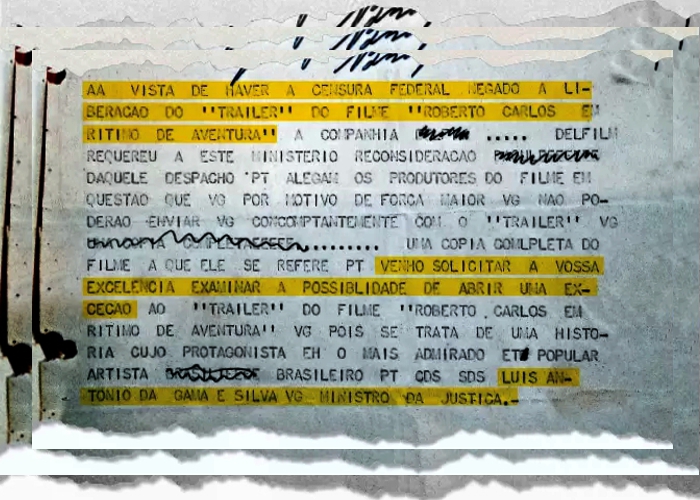 AA VISTA DE HAVER A CENSURA FEDERAL NEGADO A LI-
BERACAO DO ''TRAILER'' DO FILME ''ROBERTO CARLOS EM
RITIMO DE AVENTURA'' A COMPANHIA ..... DELFILM
REQUEREU A ESTE MINISTERIO RECONSIDERACAO
DAQUELE DESPACHO PT ALEGAM OS PRODUTORES DO FILME EM
QUESTAO QUE VG POR MOTIVO DE FORCA MAIOR VG NAO PO-
DERAO ENVIAR VG CONCOMPTANTEMENTE COM O ''TRAILER'' VG
......... UMA COPIA COMLPLETA DO
FILME A QUE ELE SE REFERE PT VENHO SOLICITAR A VOSSA
EXCELENCIA EXAMINAR A POSSIBLIDADE DE ABRIR UMA EX-
CECAO AO ''TRAILER'' DO FILME ''ROBERTO CARLOS EM
RITIMO DE AVENTURA'' VG POIS SE TRATA DE UMA HISTO-
RIA CUJO PROTAGONISTA EH O MAIS ADMIRADO ET POPULAR
ARTISTA BRASILEIRO PT CDS SDS LUIS AN-
TONIO DA GAMA E SILVA VG MINISTRO DA JUSTICA.-